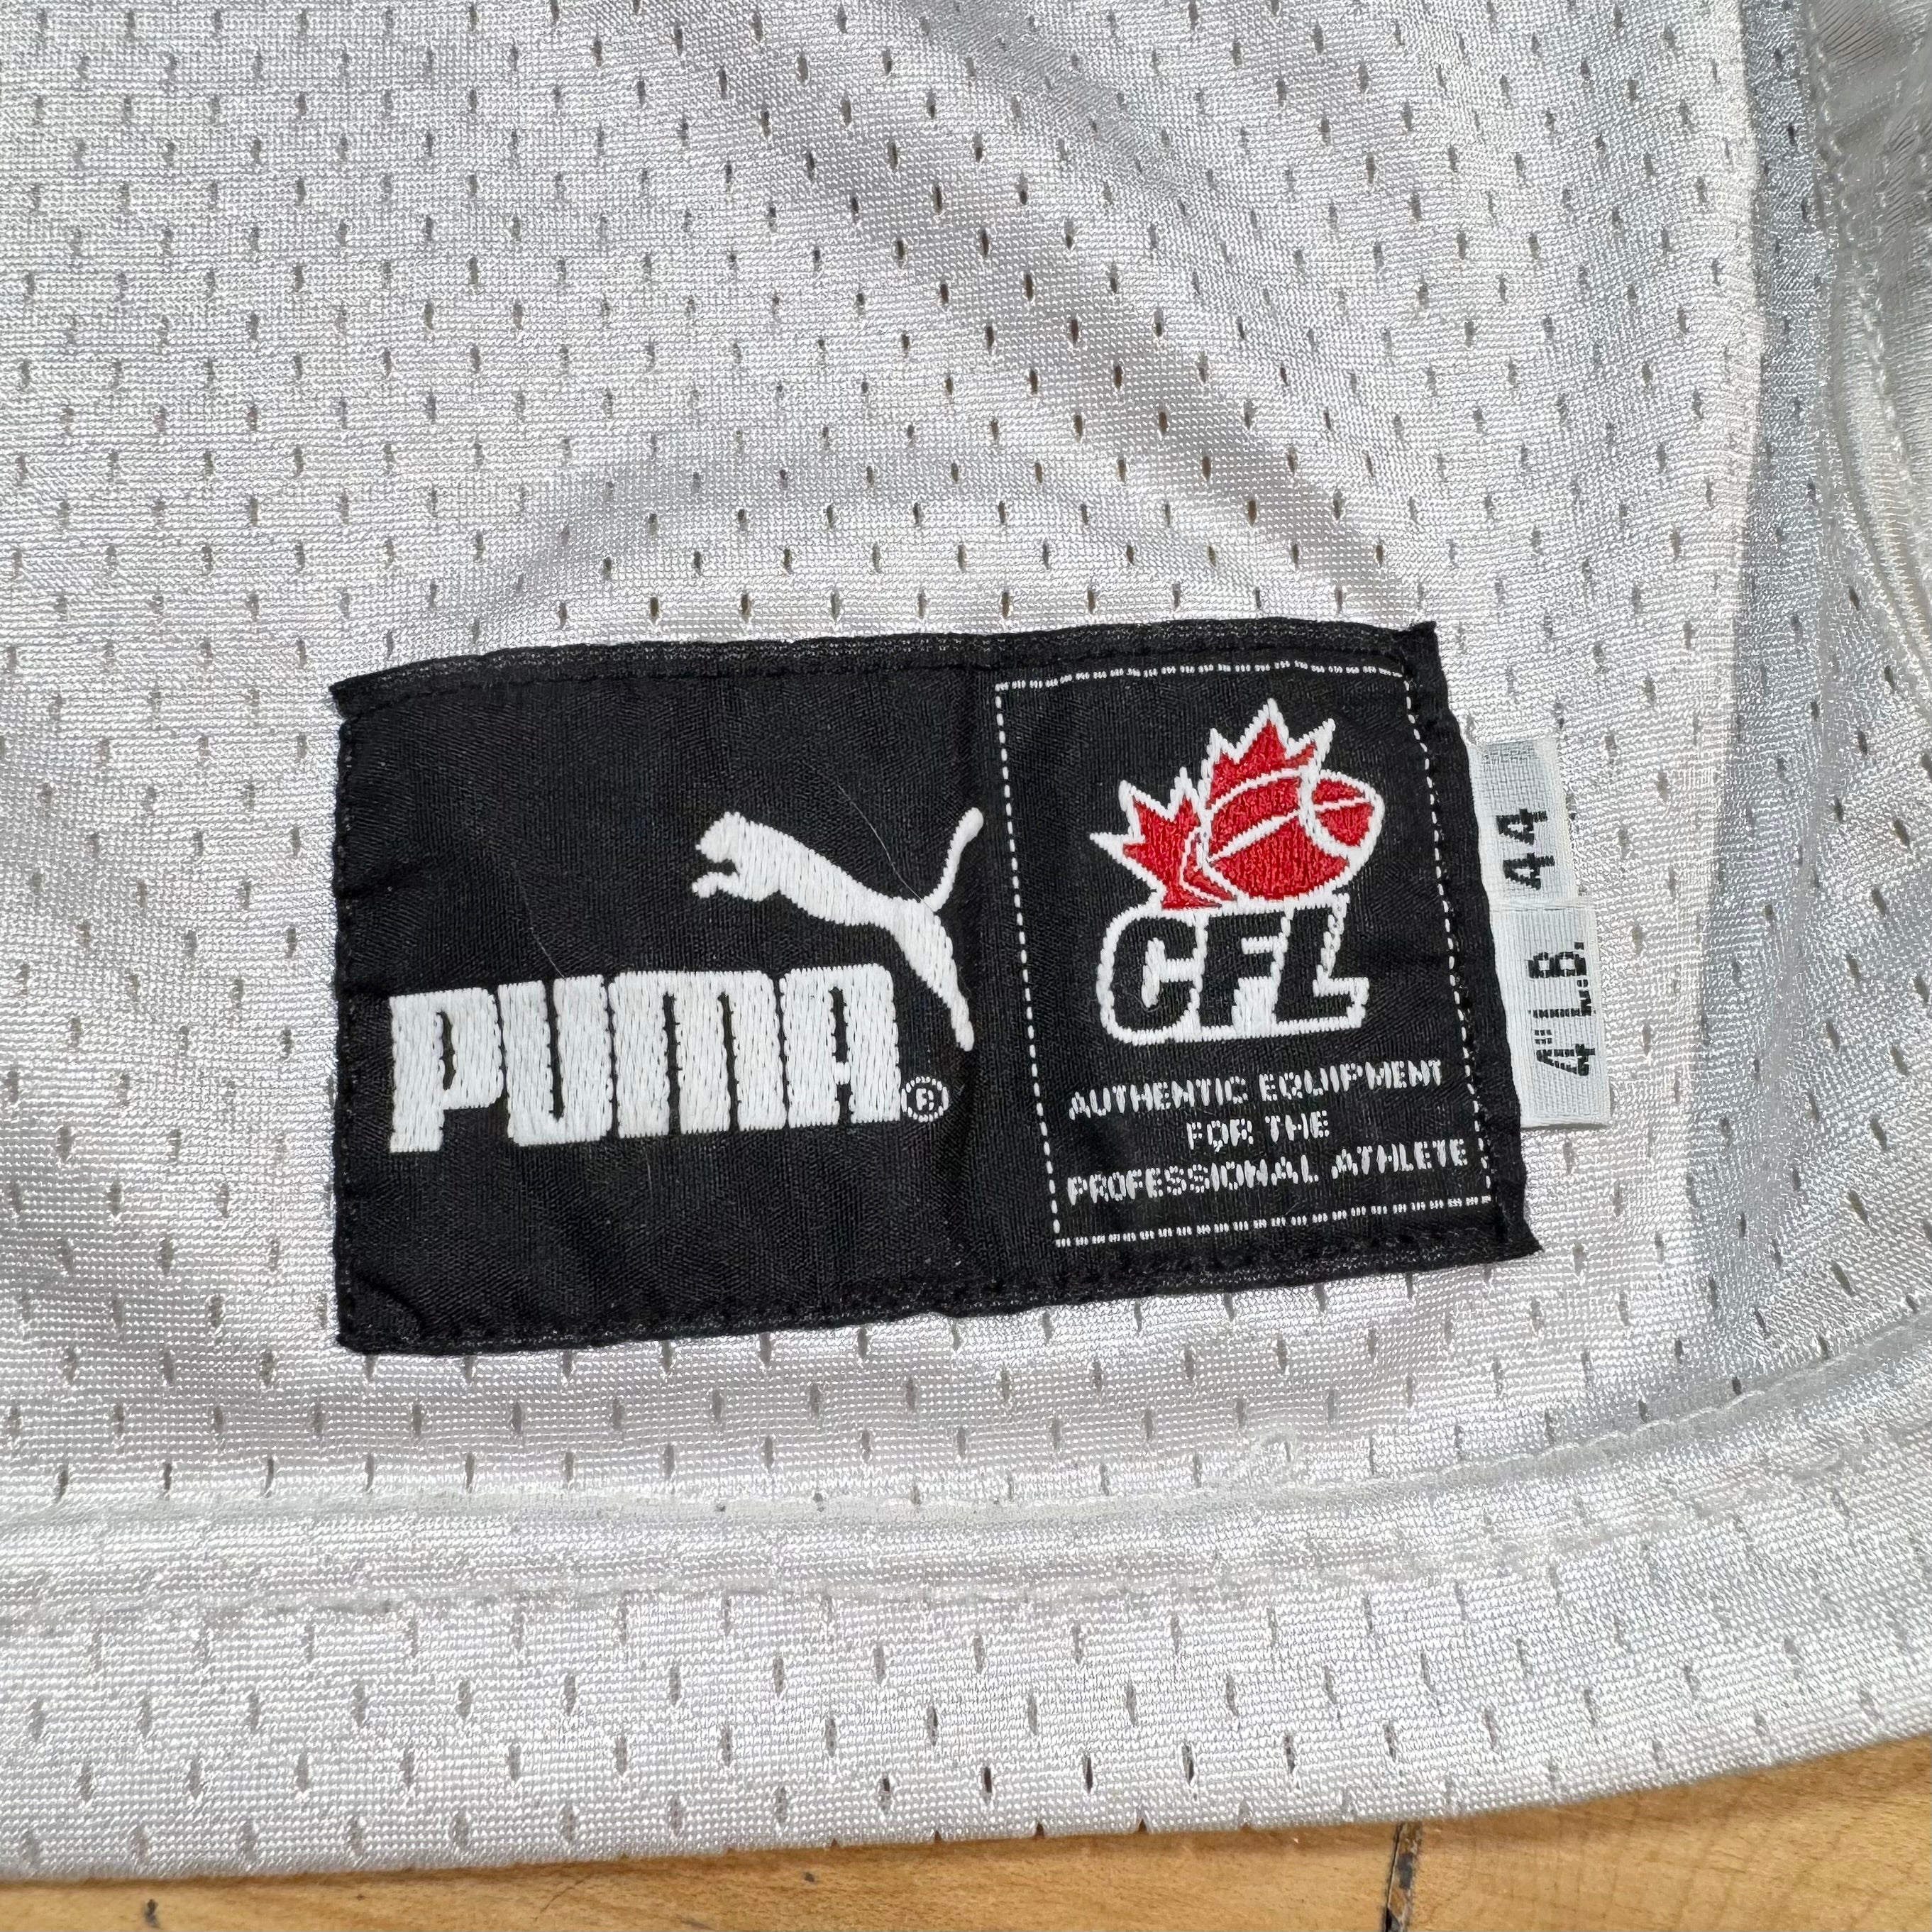 PUMA®
CFL
AUTHENTIC EQUIPMENT
FOR THE
PROFESSIONAL ATHLETE
44
4"L.B.